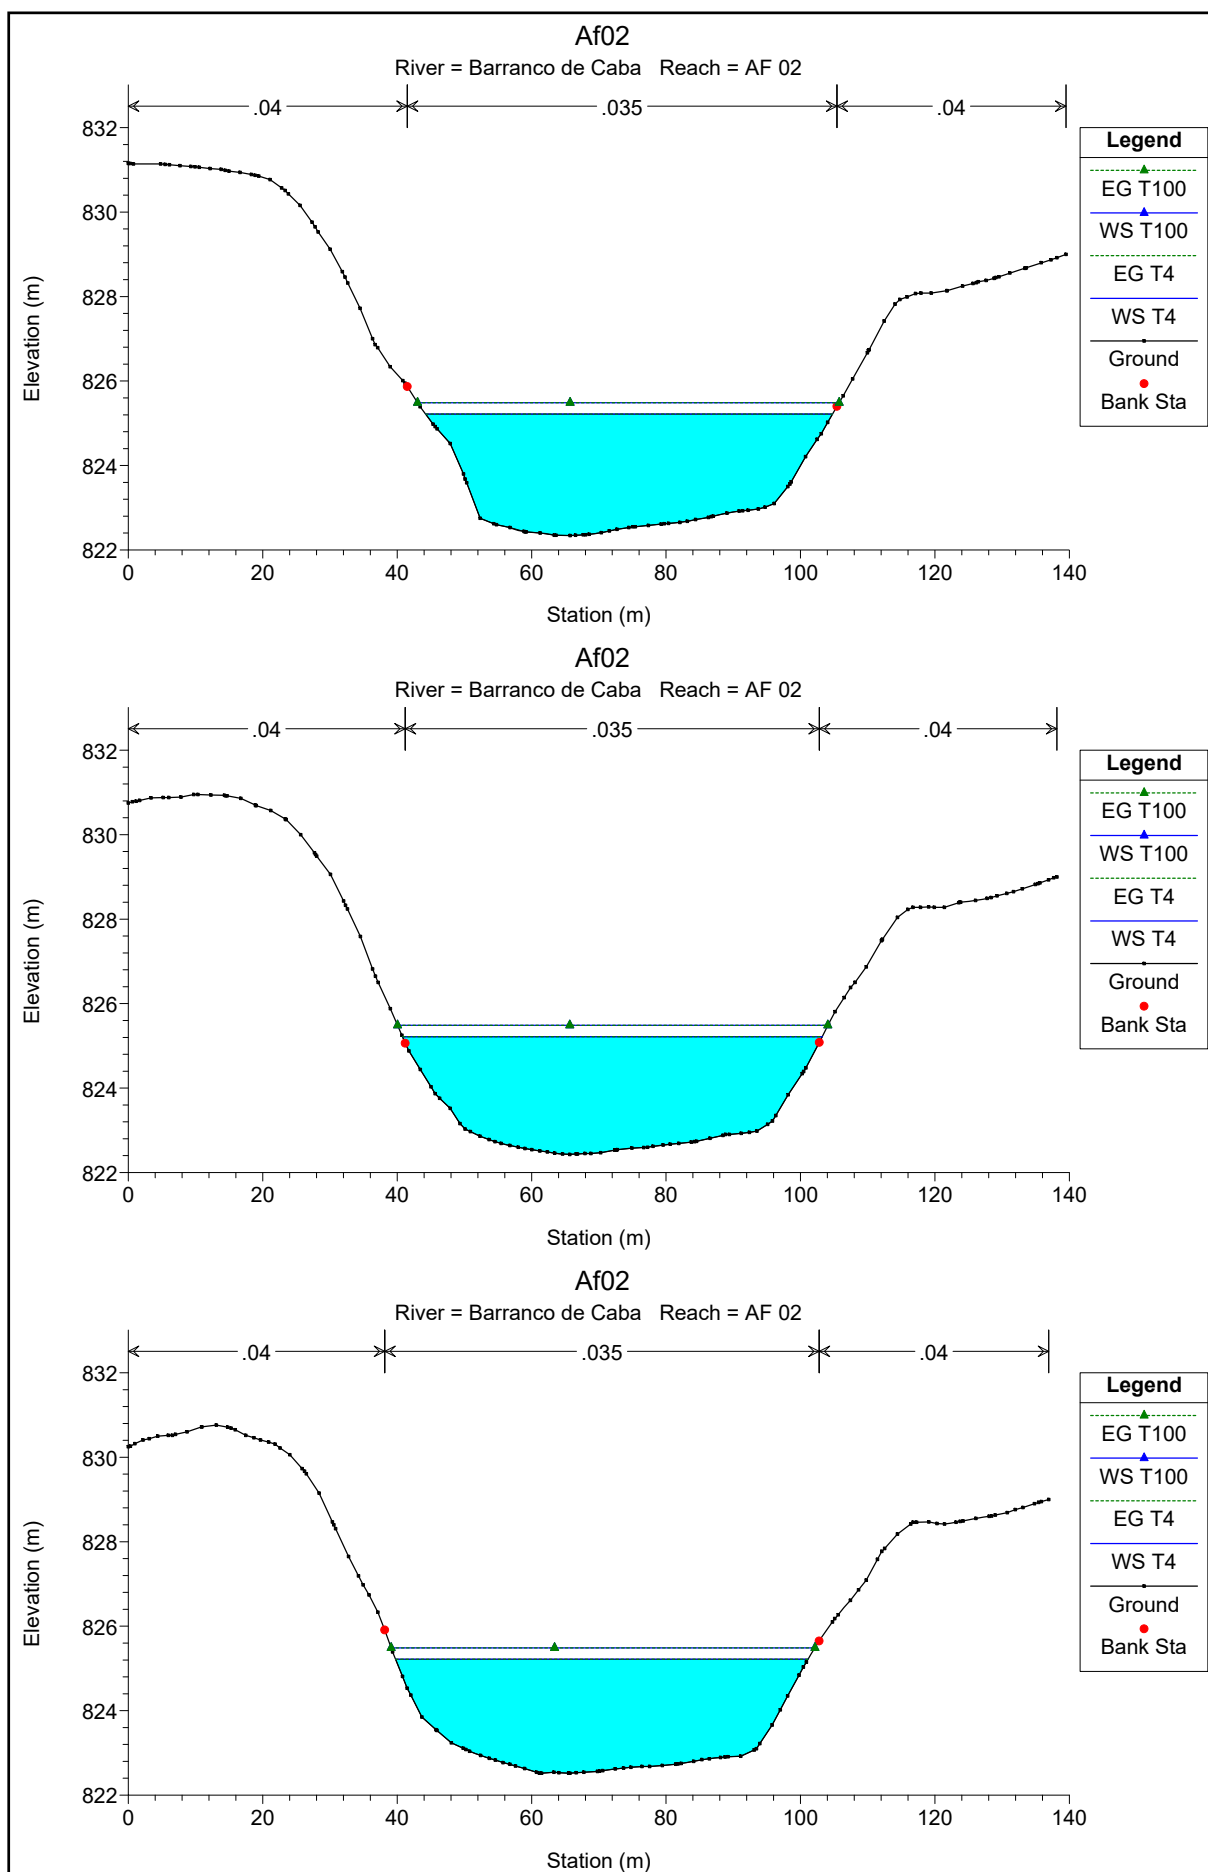 Af02
River = Barranco de Caba Reach = AF 02
.04 .035 .04
832
830
828
826
824
822
0 20 40 60 80 100 120 140
Elevation (m)
Station (m)
Legend
EG T100
WS T100
EG T4
WS T4
Ground
Bank Sta
Af02
River = Barranco de Caba Reach = AF 02
.04 .035 .04
832
830
828
826
824
822
0 20 40 60 80 100 120 140
Elevation (m)
Station (m)
Legend
EG T100
WS T100
EG T4
WS T4
Ground
Bank Sta
Af02
River = Barranco de Caba Reach = AF 02
.04 .035 .04
832
830
828
826
824
822
0 20 40 60 80 100 120 140
Elevation (m)
Station (m)
Legend
EG T100
WS T100
EG T4
WS T4
Ground
Bank Sta